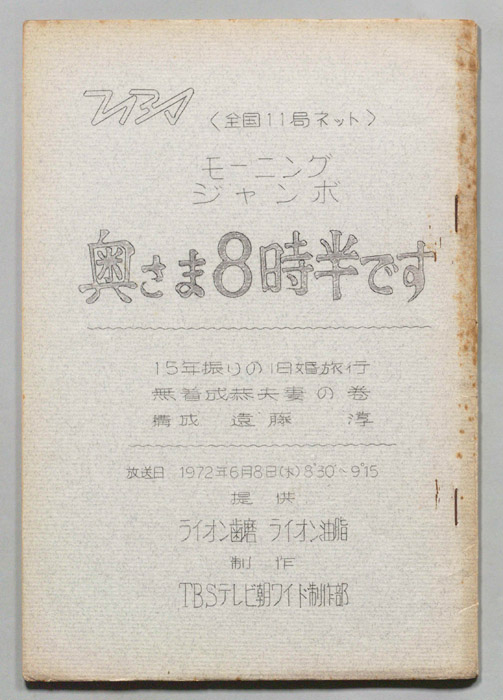 TBS 〈全国11局ネット〉
モーニング
ジャンボ
奥さま8時半です
15年振りの旧婚旅行
無着成恭夫妻の巻
構成 遠藤 淳
放送日 1972年6月8日(木)8°30'〜9°15
提供
ライオン歯磨 ライオン油脂
制作
TBSテレビ朝ワイド制作部